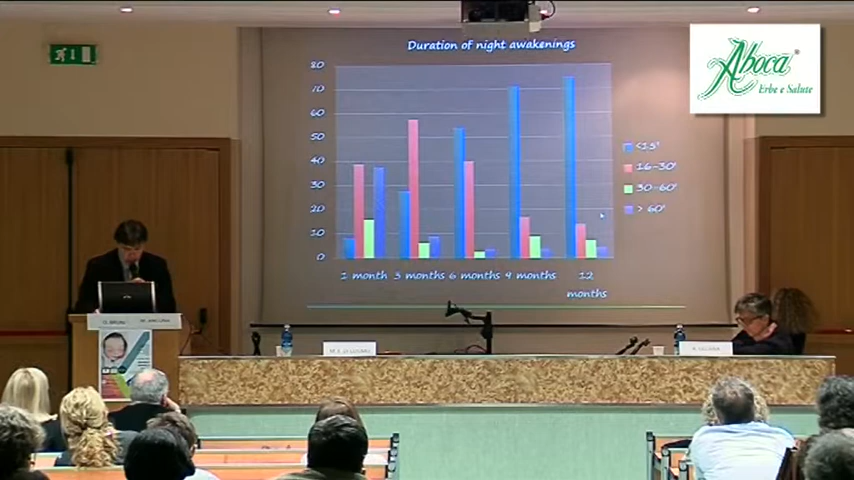 Duration of night awakenings
80
70
60
50
40
30
20
10
0
<15'
16-30'
30-60'
> 60'
1 month 3 months 6 months 9 months 12 months
Aboca®
Erbe e Salute
O. BRUNI